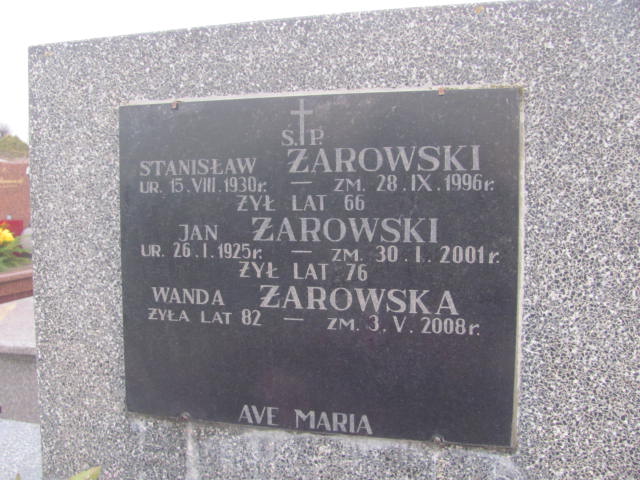 Ś.P.
STANISŁAW ŻAROWSKI
UR. 15.VIII.1930r. — ZM. 28.IX.1996r.
ŻYŁ LAT 66
JAN ŻAROWSKI
UR. 26.I.1925r. — ZM. 30.I.2001r.
ŻYŁ LAT 76
WANDA ŻAROWSKA
ŻYŁA LAT 82 — ZM. 3.V.2008r.
AVE MARIA